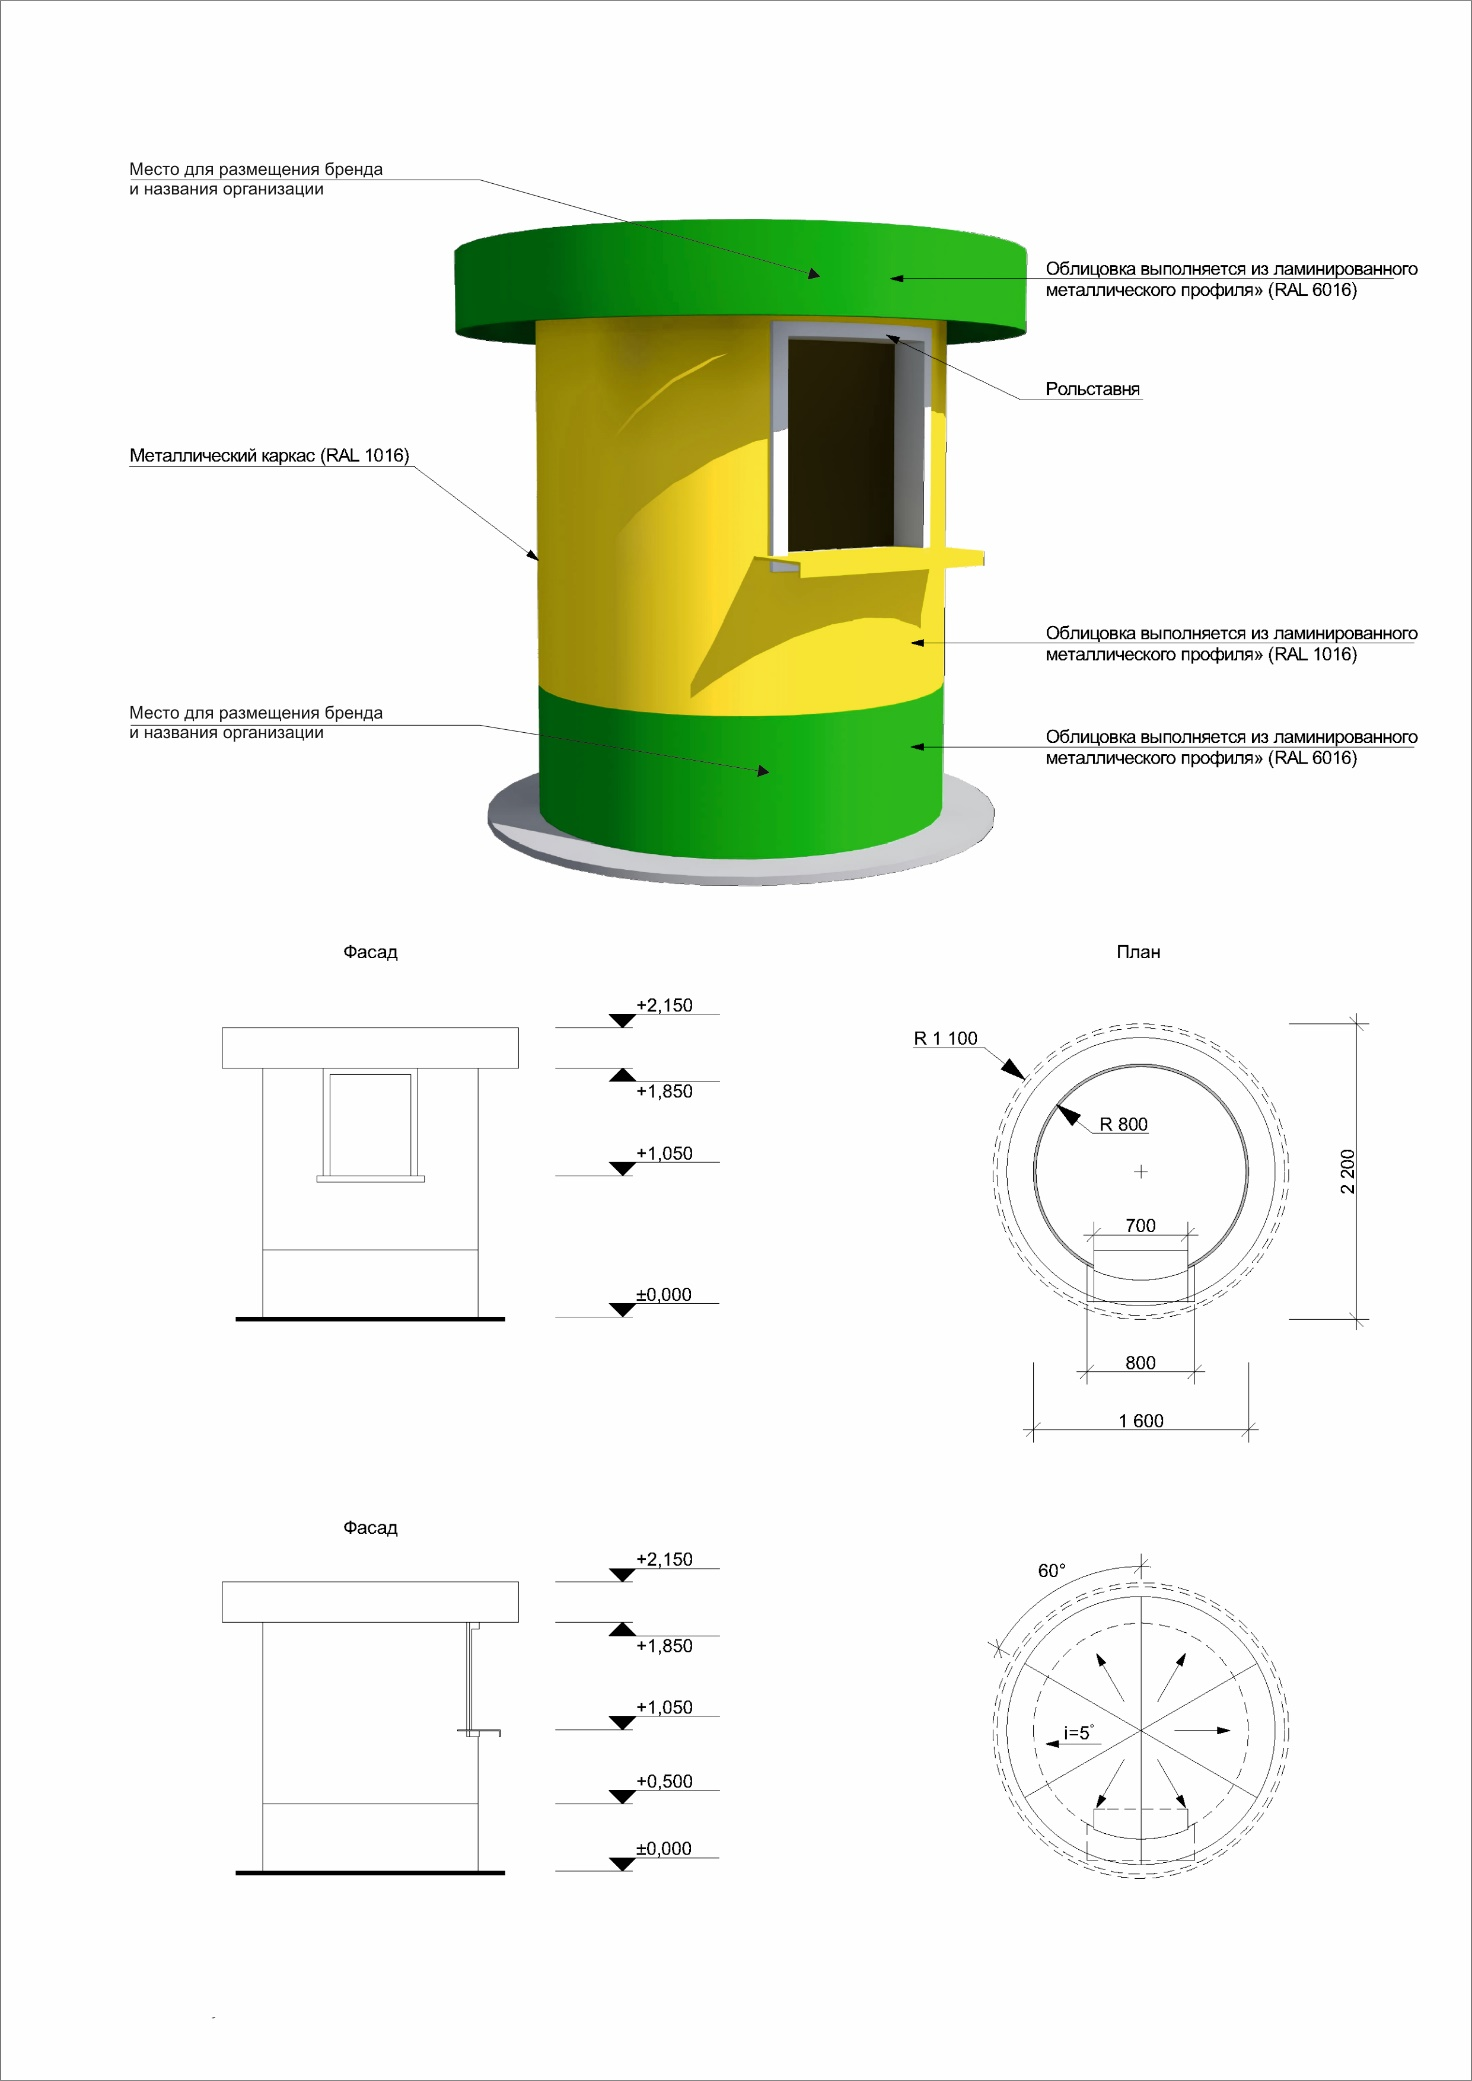 Место для размещения бренда
и названия организации
Облицовка выполняется из ламинированного
металлического профиля» (RAL 6016)
Рольставня
Металлический каркас (RAL 1016)
Облицовка выполняется из ламинированного
металлического профиля» (RAL 1016)
Место для размещения бренда
и названия организации
Облицовка выполняется из ламинированного
металлического профиля» (RAL 6016)
Фасад
+2,150
+1,850
+1,050
±0,000
План
R 1 100
R 800
2 200
700
800
1 600
Фасад
+2,150
+1,850
+1,050
+0,500
±0,000
60°
i=5°